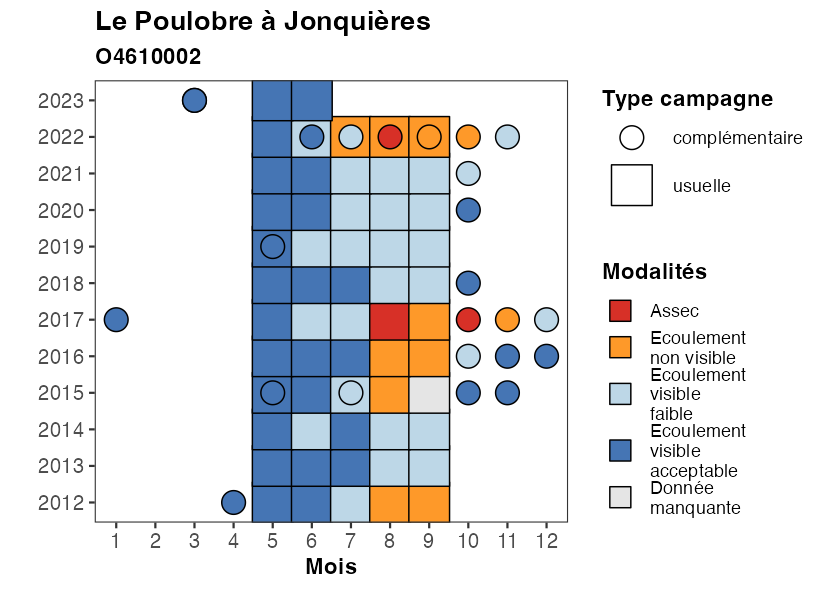 Le Poulobre à Jonquières
O4610002
2023
2022
2021
2020
2019
2018
2017
2016
2015
2014
2013
2012
1 2 3 4 5 6 7 8 9 10 11 12
Mois
Type campagne
complémentaire
usuelle
Modalités
Assec
Ecoulement
non visible
Ecoulement
visible
faible
Ecoulement
visible
acceptable
Donnée
manquante